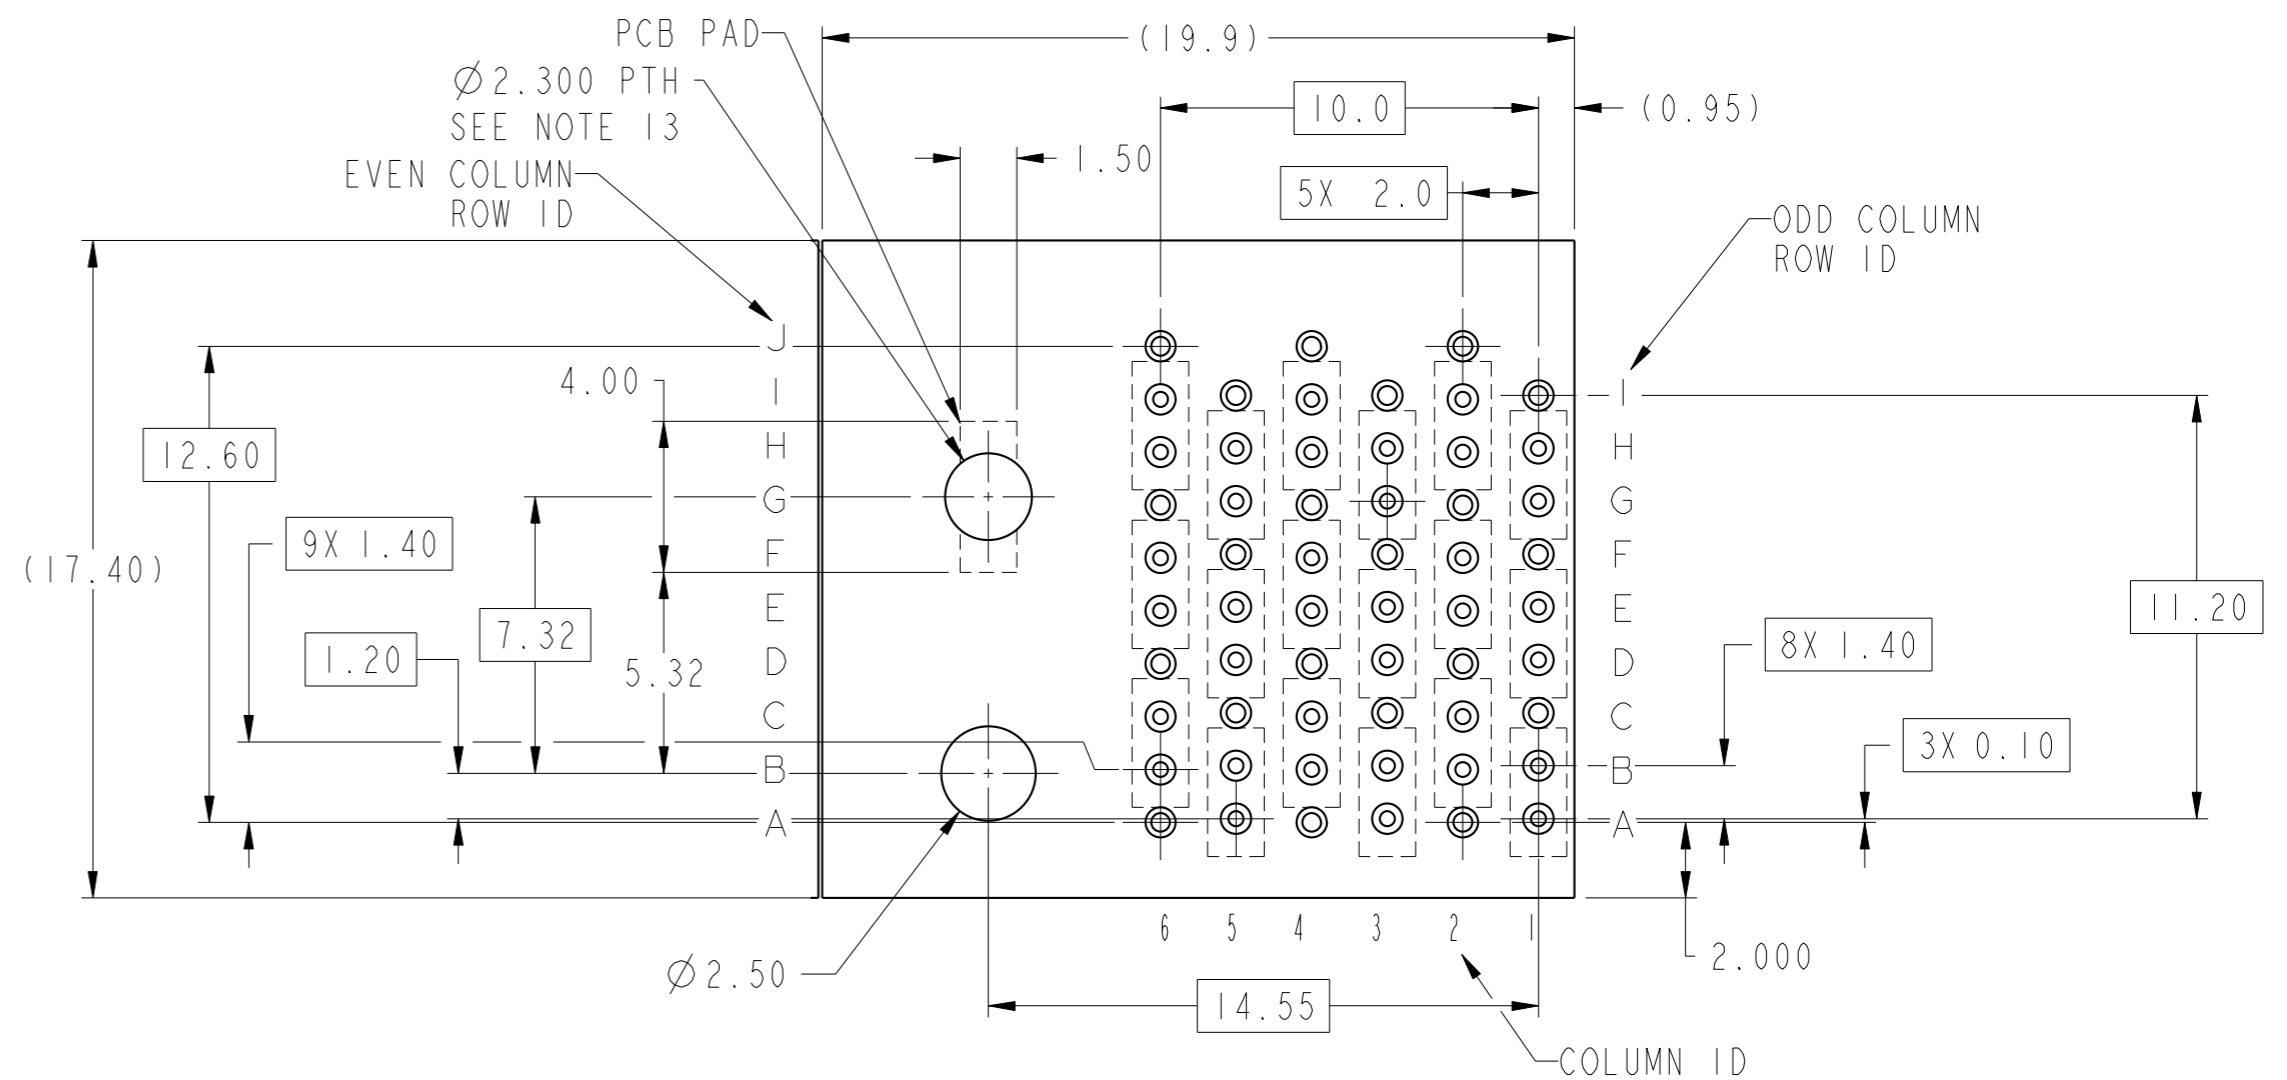 PCB PAD
(19.9)
Ø2.300 PTH
SEE NOTE 13
10.0
(0.95)
EVEN COLUMN
ROW ID
1.50
5X 2.0
ODD COLUMN
ROW ID
J
4.00
I
I
12.60
H
H
G
G
9X 1.40
F
F
(17.40)
E
E
11.20
7.32
1.20
D
D
5.32
8X 1.40
C
C
3X 0.10
B
B
A
A
6
5
4
3
2
1
2.000
Ø2.50
14.55
COLUMN ID